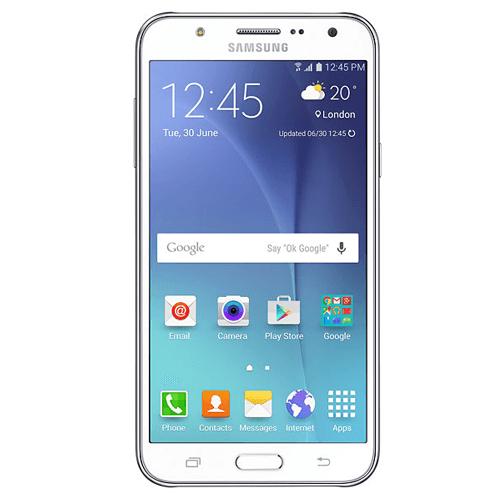 SAMSUNG
12:45 PM
12:45
20°
London
Tue, 30 June
Updated 06/30 12:45
Google
Say "Ok Google"
Email
Camera
Play Store
Google
Phone
Contacts
Messages
Internet
Apps